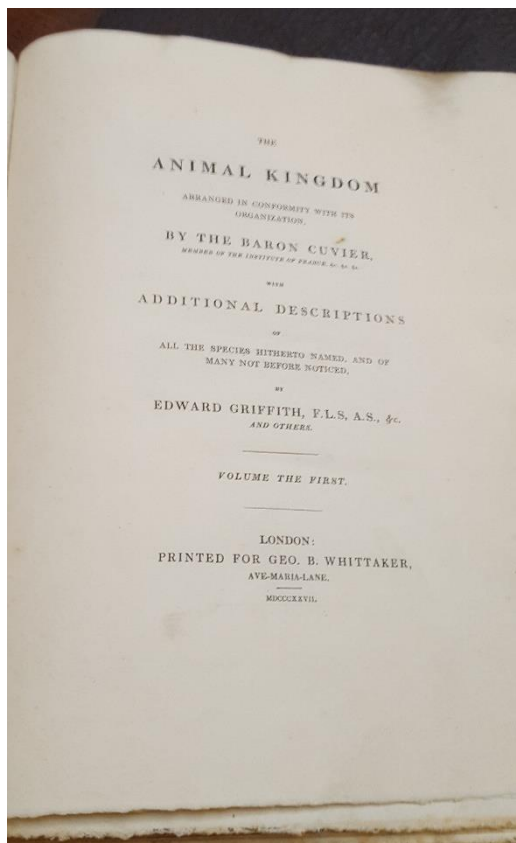 THE
ANIMAL KINGDOM
ARRANGED IN CONFORMITY WITH ITS
ORGANIZATION,
BY THE BARON CUVIER,
MEMBER OF THE INSTITUTE OF FRANCE, &c. &c. &c.
WITH
ADDITIONAL DESCRIPTIONS
OF
ALL THE SPECIES HITHERTO NAMED, AND OF
MANY NOT BEFORE NOTICED,
BY
EDWARD GRIFFITH, F.L.S, A.S., &c.
AND OTHERS.
VOLUME THE FIRST.
LONDON:
PRINTED FOR GEO. B. WHITTAKER,
AVE-MARIA-LANE.
MDCCCXXVII.